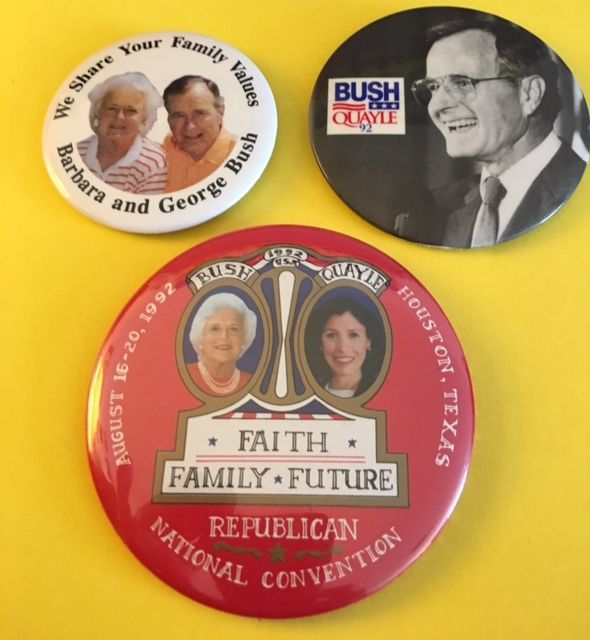 We Share Your Family Values
Barbara and George Bush
BUSH
QUAYLE
92
1992
USA
BUSH
QUAYLE
AUGUST 16-20, 1992
HOUSTON, TEXAS
FAITH
FAMILY FUTURE
REPUBLICAN
NATIONAL CONVENTION